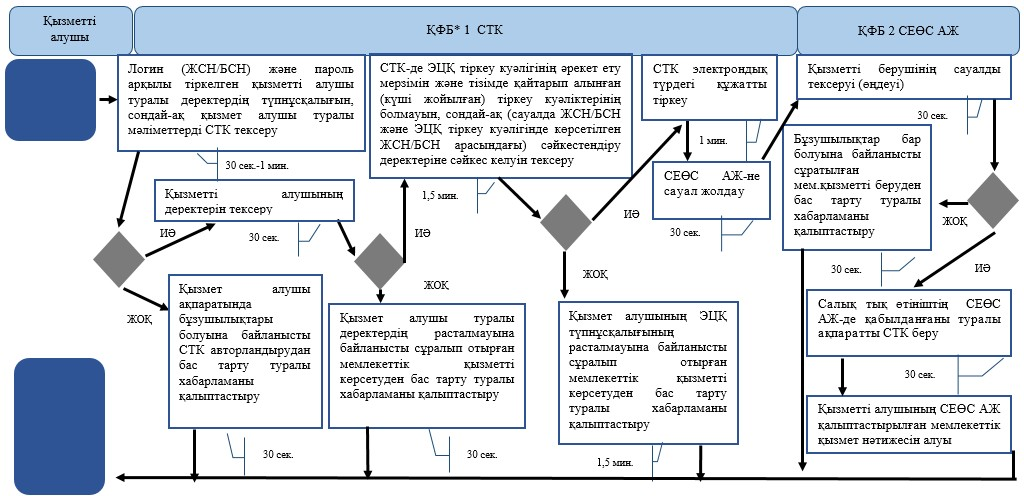 Қызметті
алушы
ҚФБ* 1  СТК
ҚФБ 2 СЕӨС АЖ
Логин (ЖСН/БСН) және пароль
арқылы тіркелген қызметті алушы
туралы деректердің түпнұсқалығын,
сондай-ақ қызмет алушы туралы
мәліметтерді СТК тексеру
30 сек.-1 мин.
СТК-де ЭЦҚ тіркеу куәлігінің әрекет ету
мерзімін және тізімде қайтарып алынған
(күші жойылған) тіркеу куәліктерінің
болмауын, сондай-ақ (сауалда ЖСН/БСН
және ЭЦҚ тіркеу куәлігінде көрсетілген
ЖСН/БСН арасындағы) сәйкестендіру
деректеріне сәйкес келуін тексеру
1,5 мин.
СТК электрондық
түрдегі құжатты
тіркеу
1 мин.
Қызметті берушінің сауалды
тексеруі (өңдеуі)
30 сек.
Қызметті алушының
деректерін тексеру
30 сек.
СЕӨС АЖ-не
сауал жолдау
30 сек.
Бұзушылықтар бар
болуына байланысты
сұратылған
мем.қызметті беруден
бас тарту туралы
хабарламаны
қалыптастыру
30 сек.
ИӘ
ИӘ
ИӘ
ЖОҚ
ИӘ
ЖОҚ
ЖОҚ
ЖОҚ
Қызмет алушы
ақпаратында
бұзушылықтары
болуына байланысты
СТК авторландырудан
бас тарту туралы
хабарламаны
қалыптастыру
30 сек.
Қызмет алушы туралы
деректердің расталмауына
байланысты сұралып отырған
мемлекеттік қызметті
көрсетуден бас тарту туралы
хабарламаны қалыптастыру
30 сек.
Қызмет алушының ЭЦҚ
түпнұсқалығының
расталмауына байланысты
сұралып отырған
мемлекеттік қызметті
көрсетуден бас тарту
туралы хабарламаны
қалыптастыру
1,5 мин.
Салық тық өтініштің СЕӨС
АЖ-де қабылданғаны туралы
ақпаратты СТК беру
30 сек.
Қызметті алушының СЕӨС АЖ
қалыптастырылған мемлекеттік
қызмет нәтижесін алуы